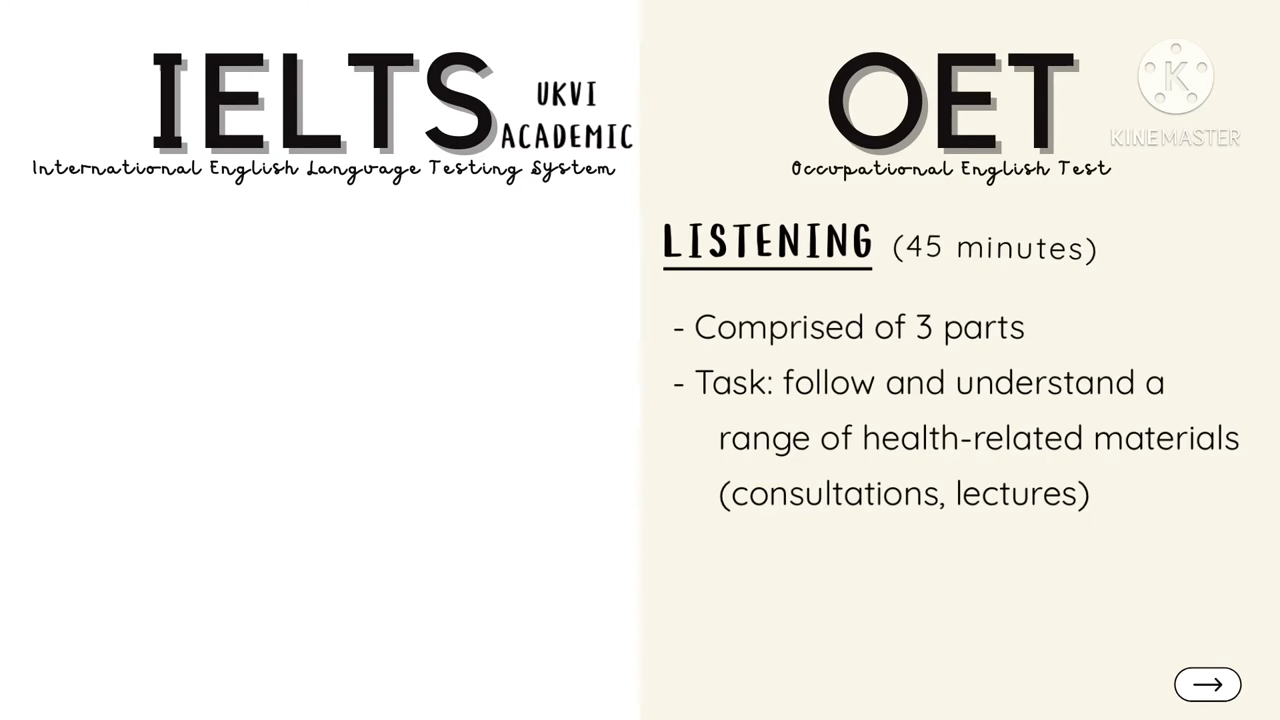 IELTS
UKVI
ACADEMIC
International English Language Testing System
OET
K
KINEMASTER
Occupational English Test
LISTENING (45 minutes)
- Comprised of 3 parts
- Task: follow and understand a
range of health-related materials
(consultations, lectures)